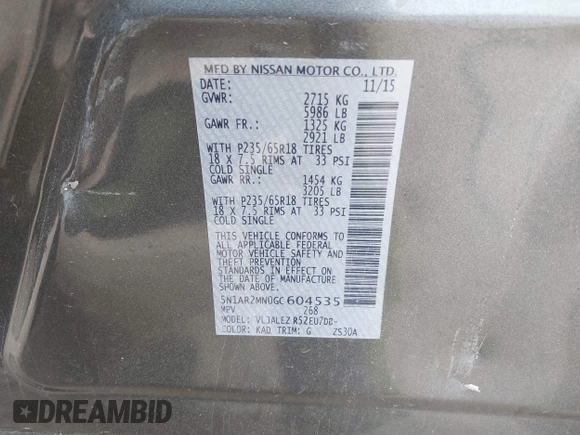 MFD BY NISSAN MOTOR CO., LTD.
DATE: 11/15
GVWR: 2715 KG
5986 LB
GAWR FR.: 1325 KG
2921 LB
WITH P235/65R18 TIRES
18 X 7.5 RIMS AT 33 PSI
COLD SINGLE
GAWR RR.: 1454 KG
3205 LB
WITH P235/65R18 TIRES
18 X 7.5 RIMS AT 33 PSI
COLD SINGLE
THIS VEHICLE CONFORMS TO
ALL APPLICABLE FEDERAL
MOTOR VEHICLE SAFETY AND
THEFT PREVENTION
STANDARDS IN EFFECT ON
THE DATE OF MANUFACTURE
SHOWN ABOVE.
5N1AR2MN0GC604535
MPV 268
MODEL: R52EU7DB-
COLOR: KAD TRIM: G 2530A
DREAMBID